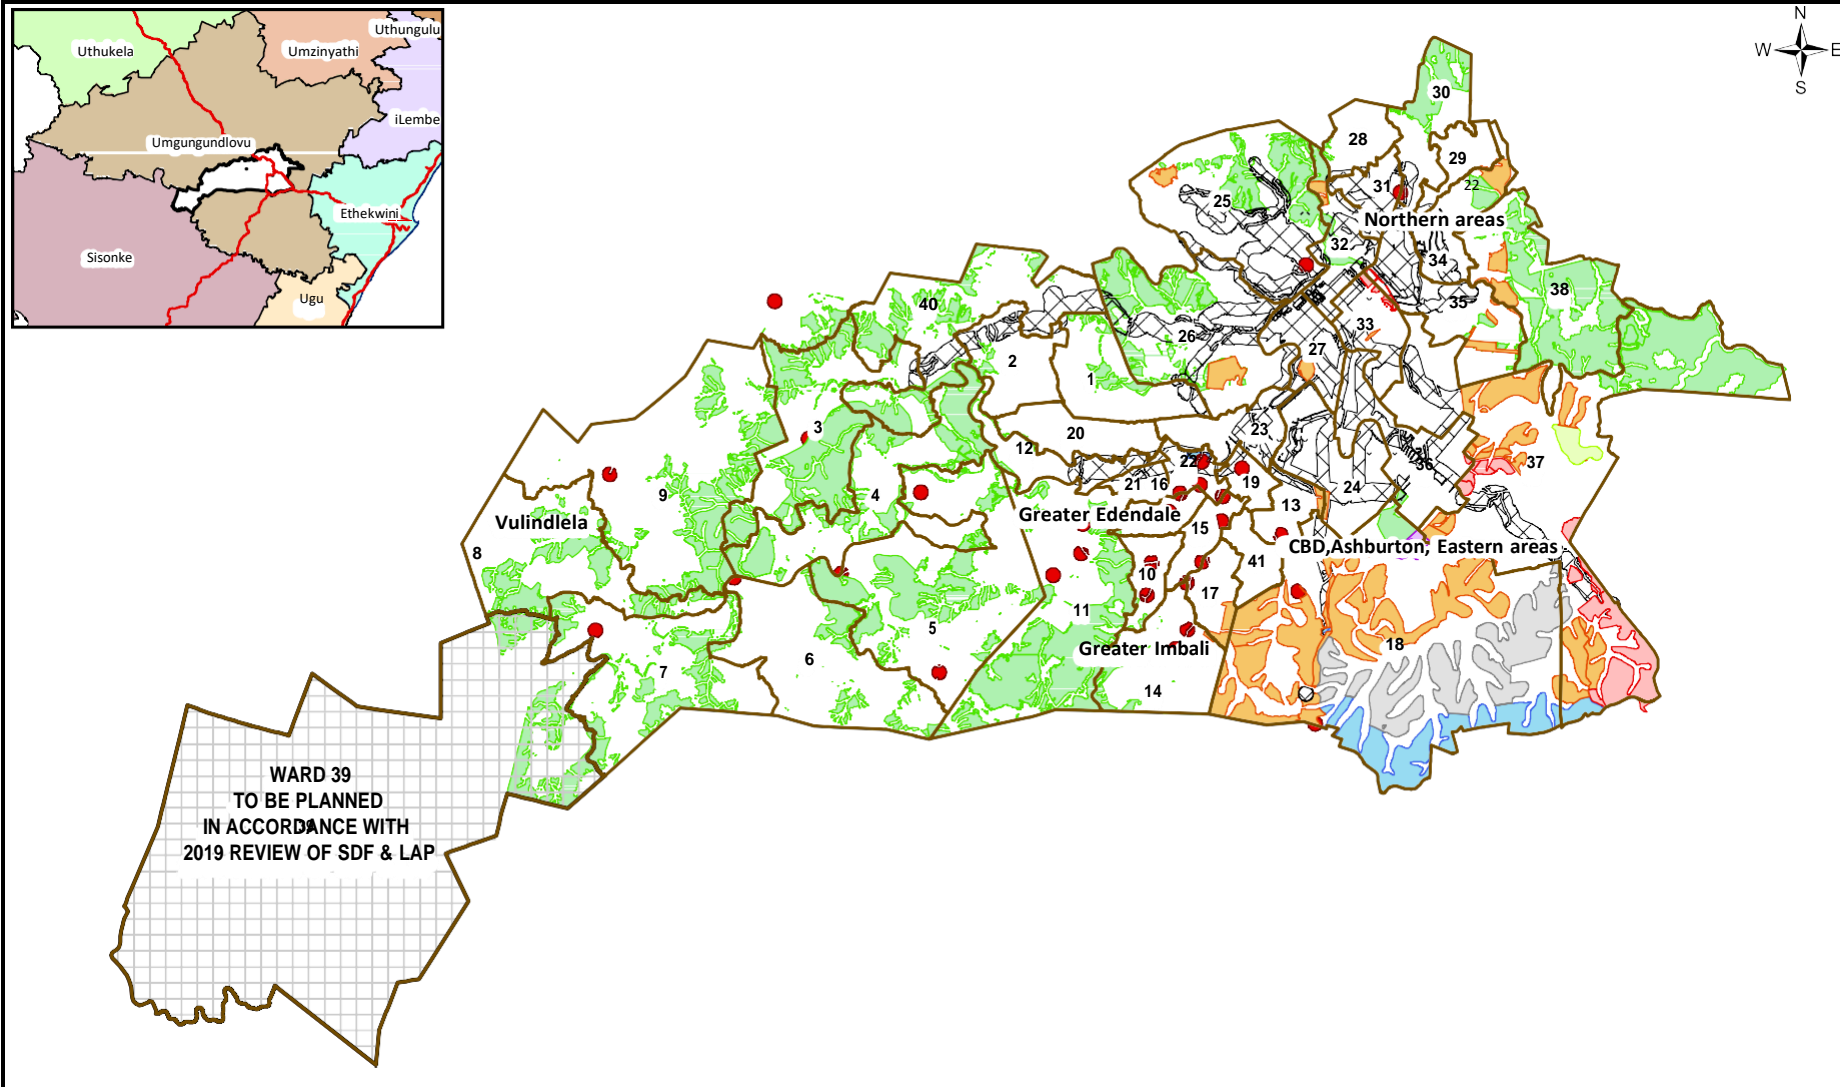 Uthungulu
Uthukela
Umzinyathi
iLembe
Umgungundlovu
Ethekwini
Sisonke
Ugu
N
W
E
S
30
28
29
31
22
25
Northern areas
32
34
38
35
40
33
26
27
2
1
3
23
20
12
22
36
37
9
4
21
16
19
24
13
Vulindlela
Greater Edendale
15
8
CBD,Ashburton, Eastern areas
41
10
17
11
5
18
Greater Imbali
6
7
14
WARD 39
TO BE PLANNED
IN ACCORDANCE WITH
39
2019 REVIEW OF SDF & LAP